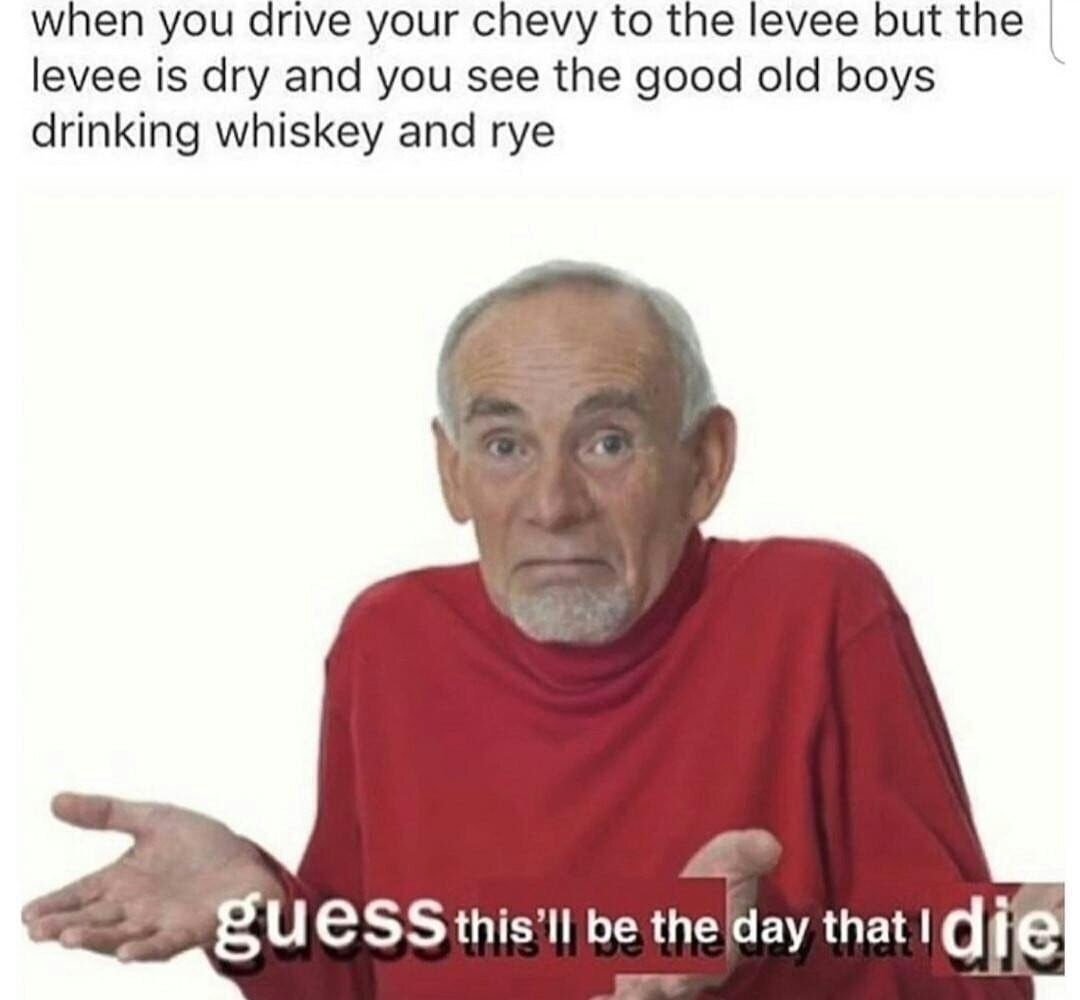 when you drive your chevy to the levee but the
levee is dry and you see the good old boys
drinking whiskey and rye
guess this'll be the day that I die